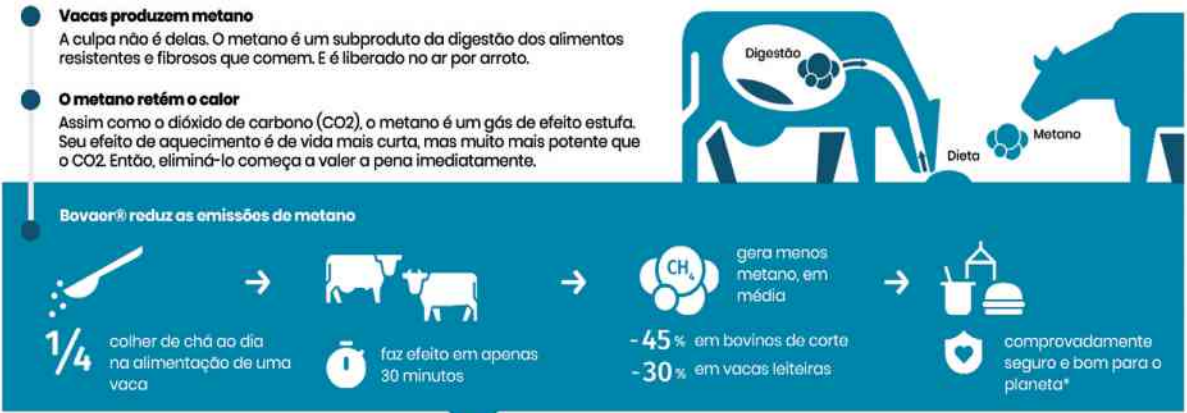 Vacas produzem metano
A culpa não é delas. O metano é um subproduto da digestão dos alimentos
resistentes e fibrosos que comem. E é liberado no ar por arroto.
O metano retém o calor
Assim como o dióxido de carbono (CO2), o metano é um gás de efeito estufa.
Seu efeito de aquecimento é de vida mais curta, mas muito mais potente que
o CO2. Então, eliminá-lo começa a valer a pena imediatamente.
Digestão
Metano
Dieta
Bovaer® reduz as emissões de metano
1/4
colher de chá ao dia
na alimentação de uma
vaca
faz efeito em apenas
30 minutos
CH4
gera menos
metano, em
média
-45% em bovinos de corte
-30% em vacas leiteiras
comprovadamente
seguro e bom para o
planeta*